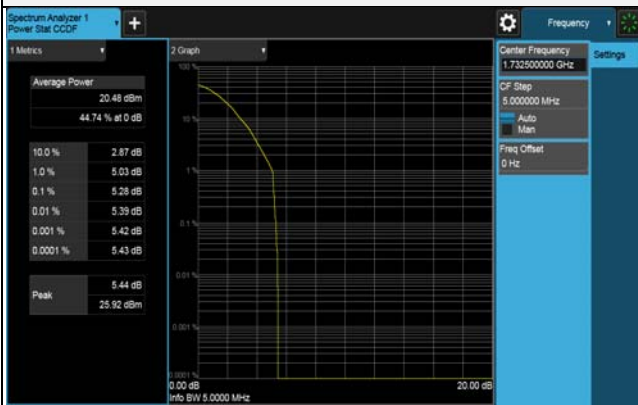 Spectrum Analyzer 1
Power Stat CCDF
Frequency
1 Metrics
2 Graph
Center Frequency
1.732500000 GHz
Settings
CF Step
5.000000 MHz
Auto
Man
Freq Offset
0 Hz
Average Power
20.48 dBm
44.74 % at 0 dB
10.0 % 2.87 dB
1.0 % 5.03 dB
0.1 % 5.28 dB
0.01 % 5.39 dB
0.001 % 5.42 dB
0.0001 % 5.43 dB
Peak
5.44 dB
25.92 dBm
100 %
10 %
1 %
0.1 %
0.01 %
0.001 %
0.0001 %
0.00 dB
20.00 dB
Info BW 5.0000 MHz